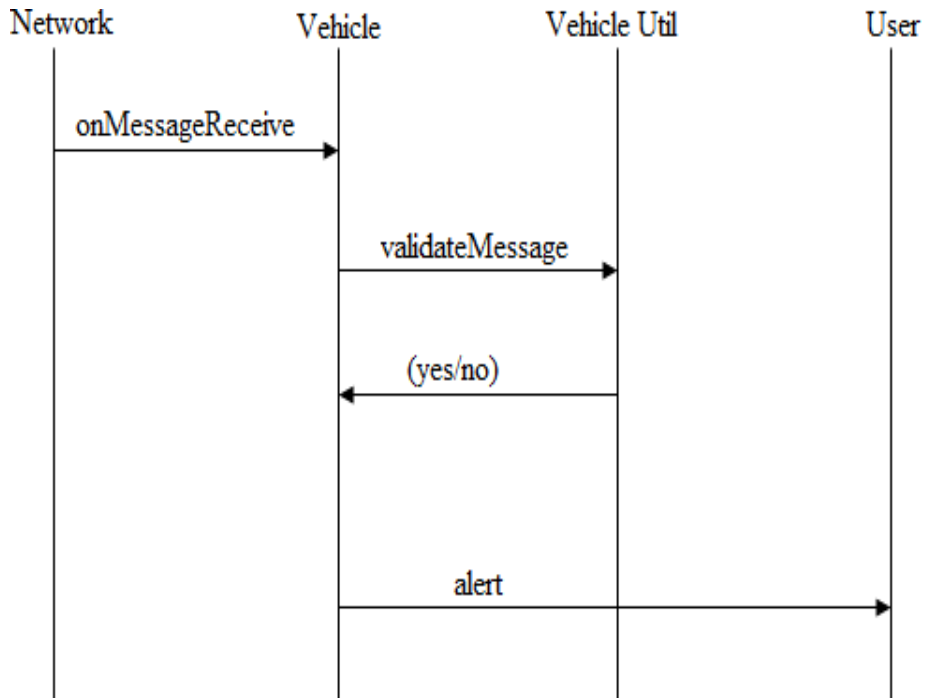 Network
Vehicle
Vehicle Util
User
onMessageReceive
validateMessage
(yes/no)
alert